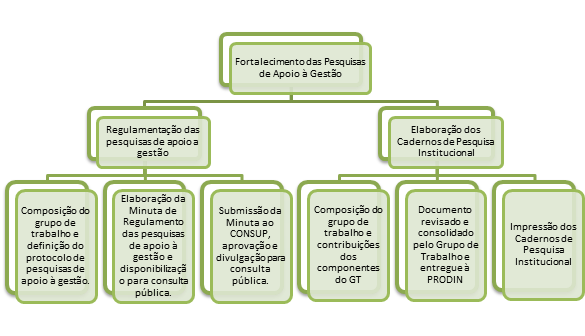 Fortalecimento das Pesquisas
de Apoio à Gestão
Regulamentação das
pesquisas de apoio a
gestão
Elaboração dos
Cadernos de Pesquisa
Institucional
Composição do
grupo de
trabalho e
definição do
protocolo de
pesquisas de
apoio à gestão.
Elaboração da
Minuta de
Regulamento
das pesquisas
de apoio à
gestão e
disponibilizaçã
o para consulta
pública.
Submissão da
Minuta ao
CONSUP,
aprovação e
divulgação para
consulta
pública.
Composição do
grupo de
trabalho e
contribuições
dos
componentes
do GT
Documento
revisado e
consolidado
pelo Grupo de
Trabalho e
entregue à
PRODIN
Impressão dos
Cadernos de
Pesquisa
Institucional